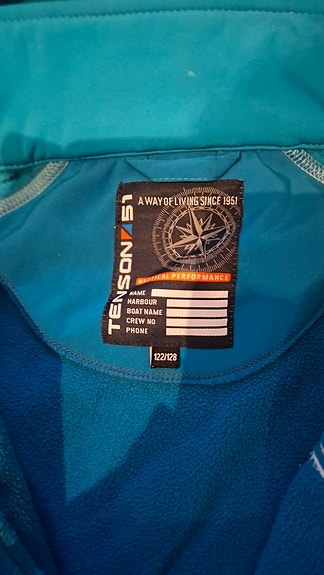 TENSON/51
A WAY OF LIVING SINCE 1951
NAUTICAL PERFORMANCE
NAME
HARBOUR
BOAT NAME
CREW NO
PHONE
122/128